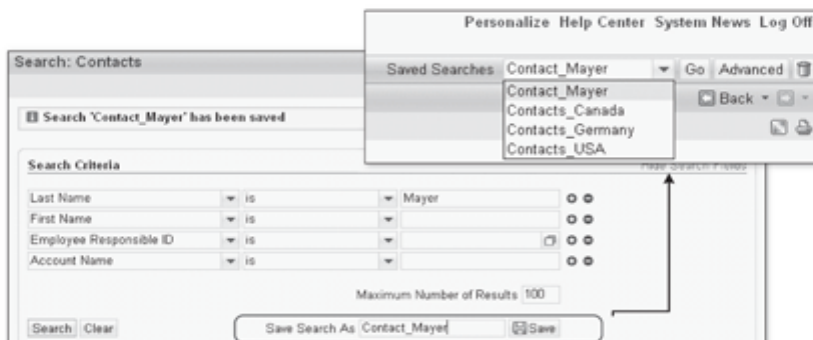 Personalize Help Center System News Log Off
Saved Searches Contact_Mayer Go Advanced
Contact_Mayer
Contacts_Canada
Contacts_Germany
Contacts_USA
Back
Search: Contacts
Search 'Contact_Mayer' has been saved
Search Criteria
Hide Search Fields
Last Name is Mayer
First Name is
Employee Responsible ID is
Account Name is
Maximum Number of Results 100
Search Clear Save Search As Contact_Mayer Save